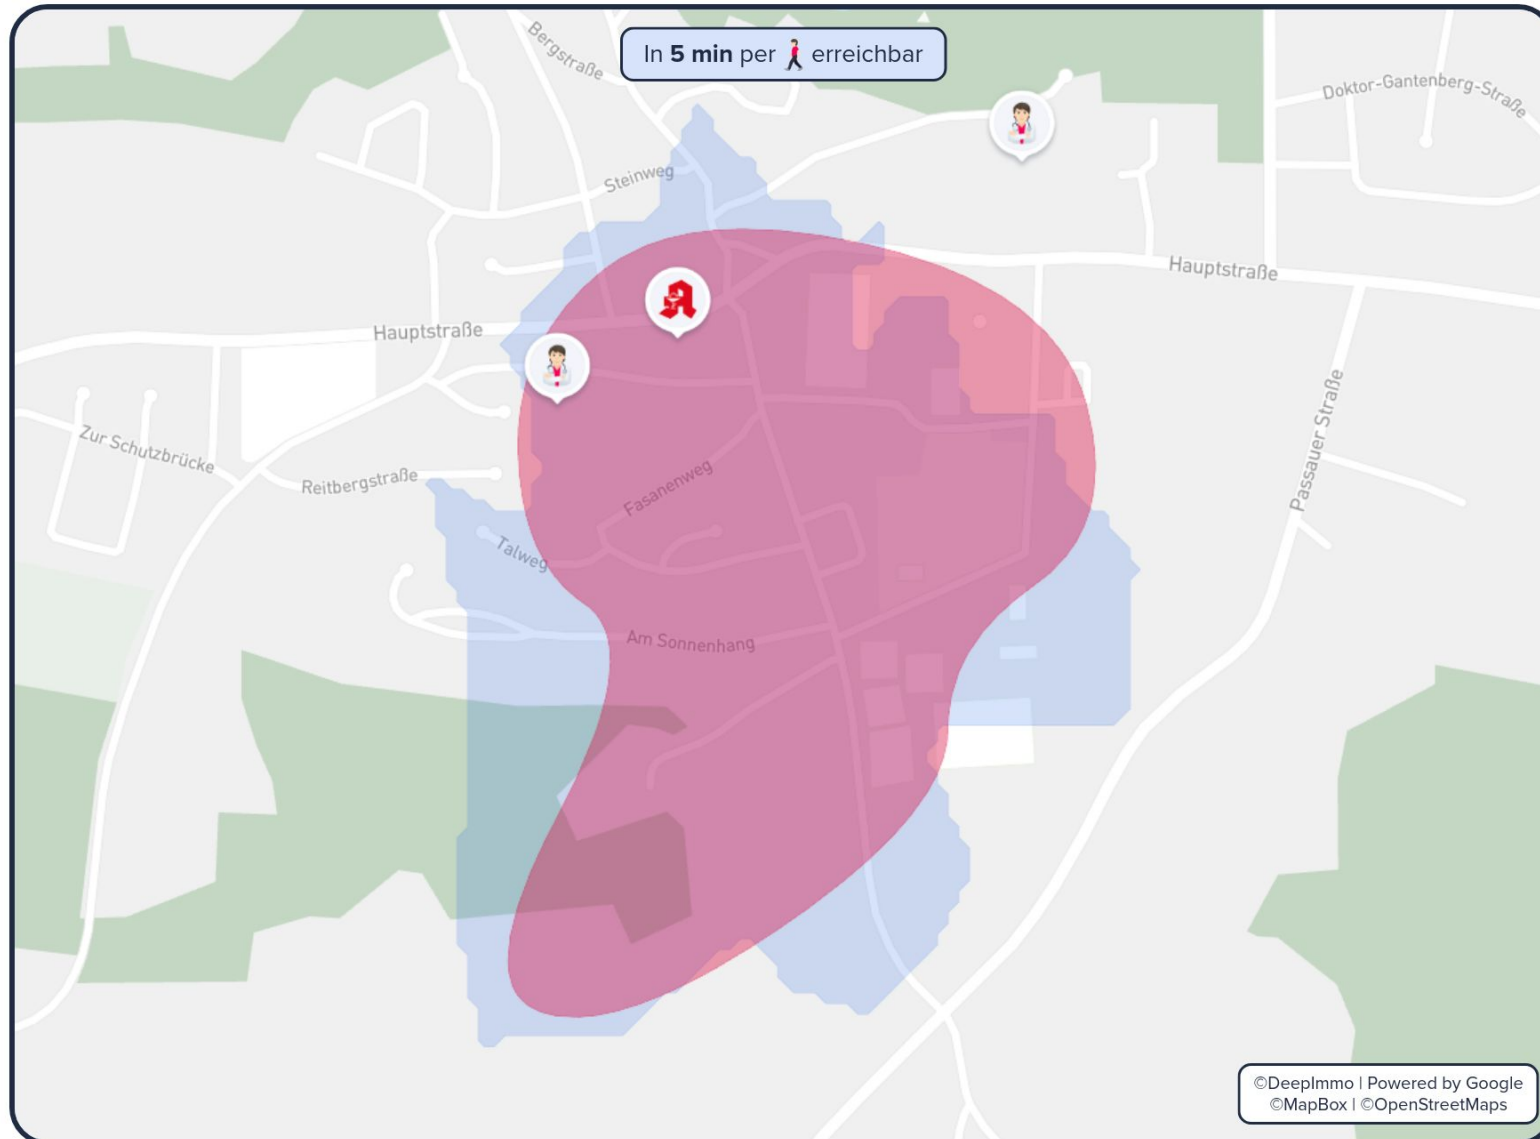 Bergstraße
In 5 min per erreichbar
Doktor-Gantenberg-Straße
Steinweg
Hauptstraße
Hauptstraße
Passauer Straße
Zur Schutzbrücke
Reitbergstraße
Fasanenweg
Talweg
Am Sonnenhang
©DeepImmo | Powered by Google
©MapBox | ©OpenStreetMaps